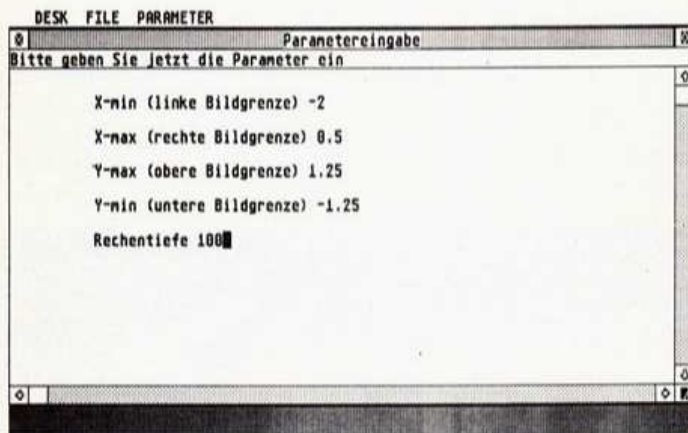 DESK FILE PARAMETER
Parametereingabe
Bitte geben Sie jetzt die Parameter ein
X-min (linke Bildgrenze) -2
X-max (rechte Bildgrenze) 0.5
Y-max (obere Bildgrenze) 1.25
Y-min (untere Bildgrenze) -1.25
Rechentiefe 100